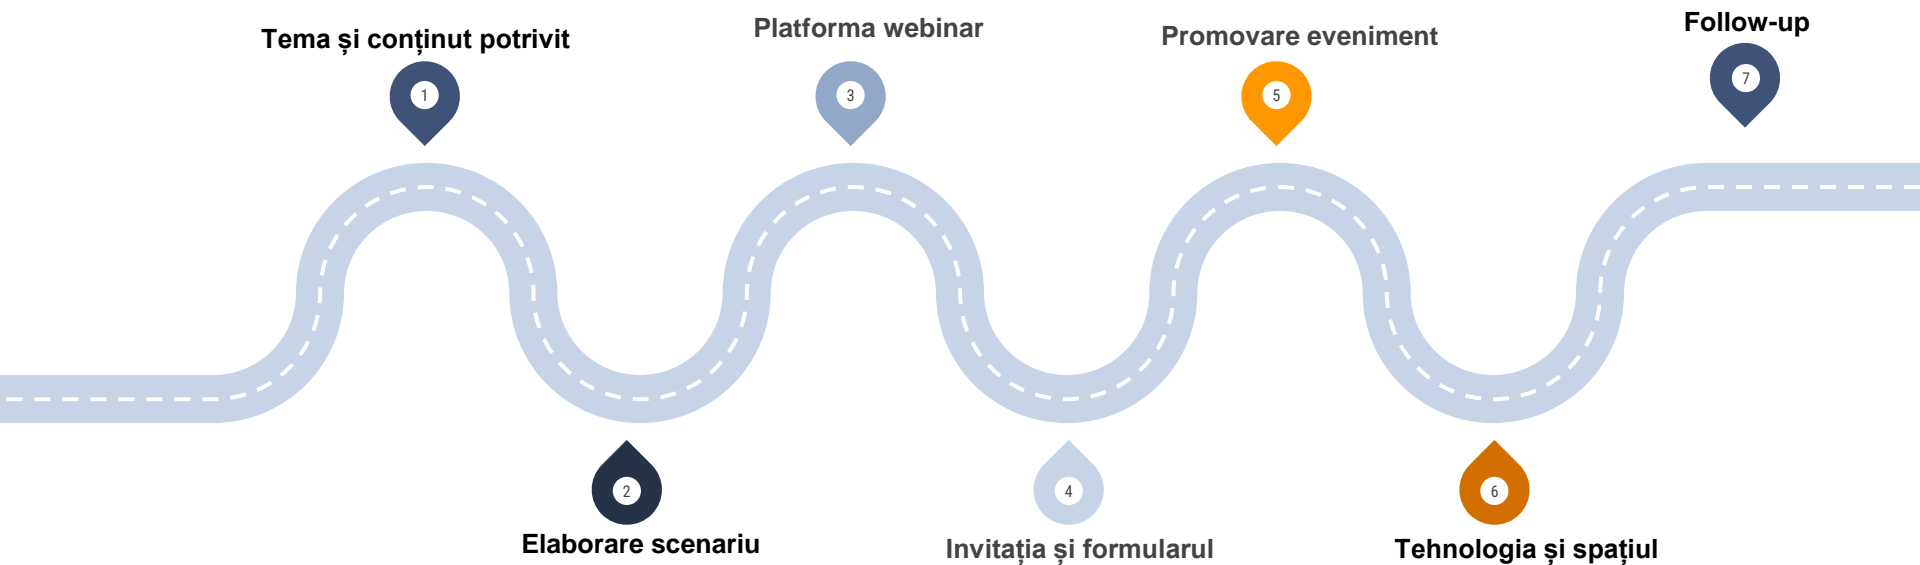 Tema și conținut potrivit
1
Elaborare scenariu
2
Platforma webinar
3
Invitația și formularul
4
Promovare eveniment
5
Tehnologia și spațiul
6
Follow-up
7